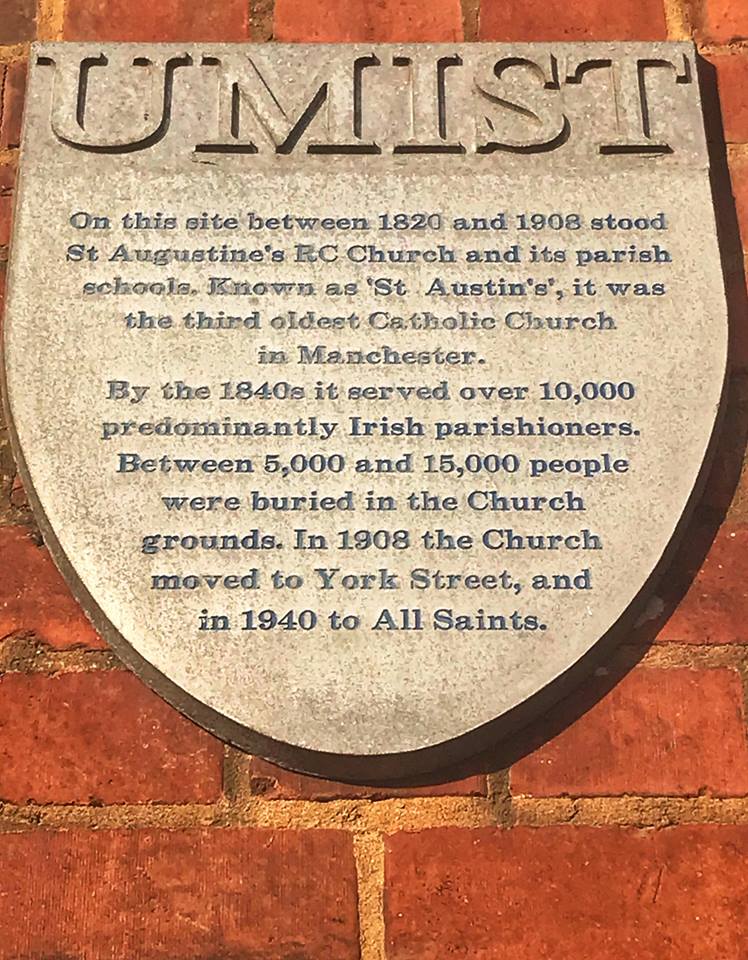 UMIST
On this site between 1820 and 1908 stood
St Augustine's RC Church and its parish
schools. Known as 'St Austin's', it was
the third oldest Catholic Church
in Manchester.
By the 1840s it served over 10,000
predominantly Irish parishioners.
Between 5,000 and 15,000 people
were buried in the Church
grounds. In 1908 the Church
moved to York Street, and
in 1940 to All Saints.